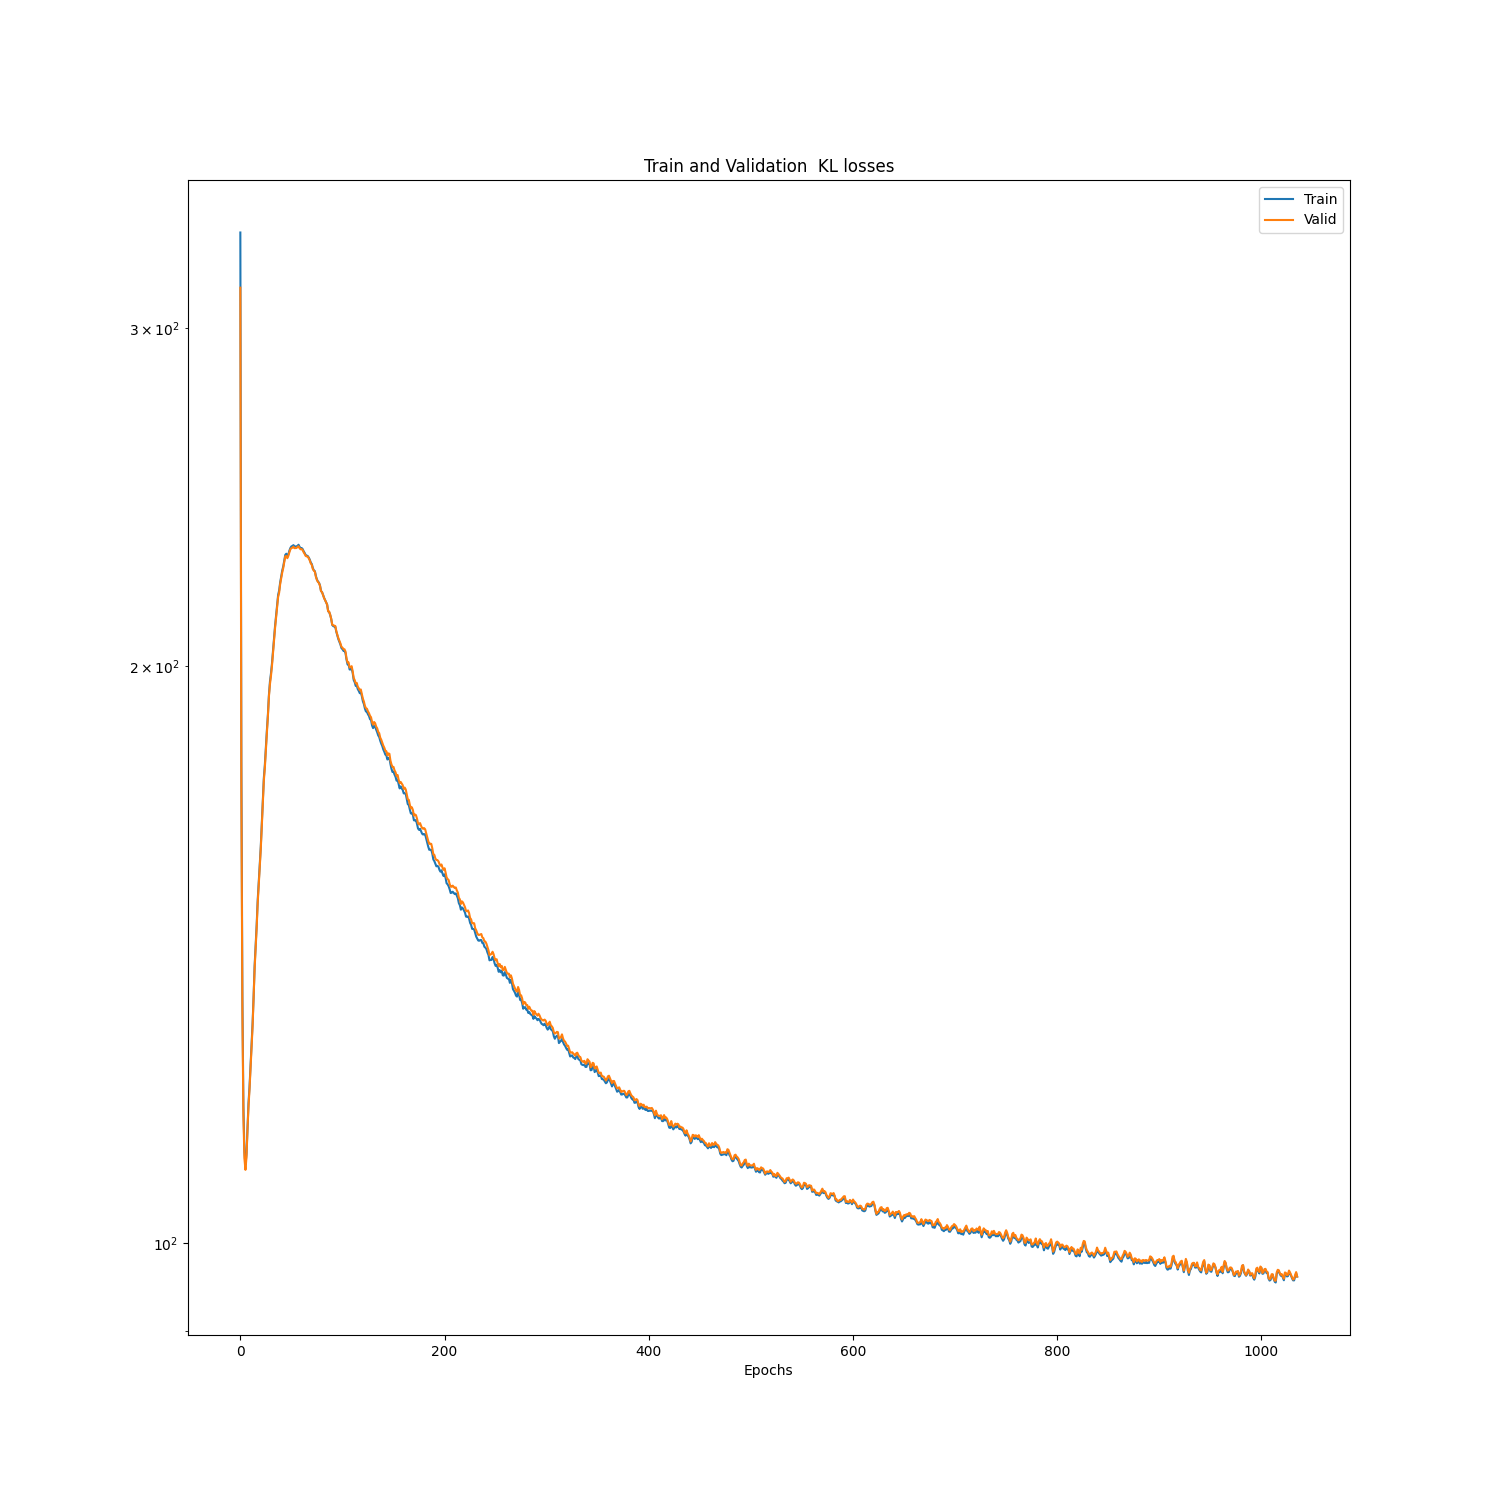 Train and Validation  KL losses
Train
Valid
3 × 10²
2 × 10²
10²
0 200 400 600 800 1000
Epochs